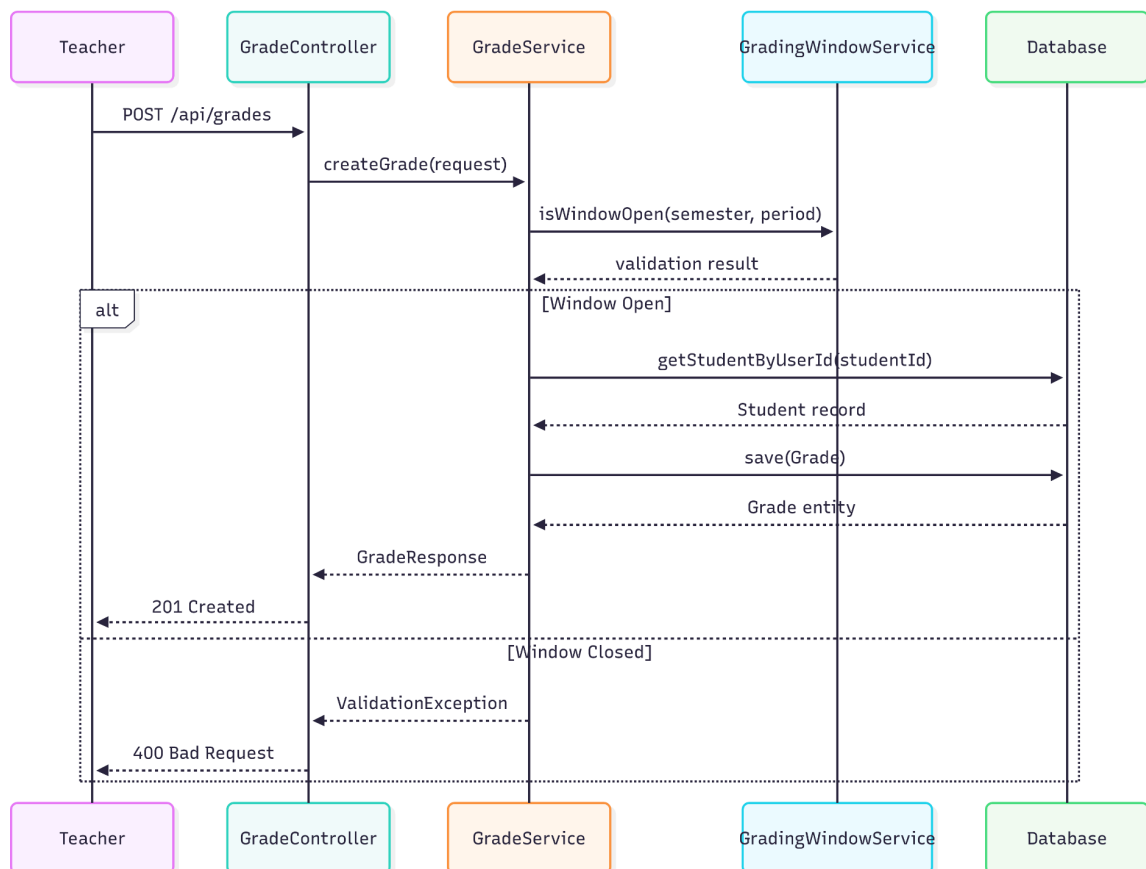 Teacher
GradeController
GradeService
GradingWindowService
Database
POST /api/grades
createGrade(request)
isWindowOpen(semester, period)
validation result
alt
[Window Open]
getStudentByUserId(studentId)
Student record
save(Grade)
Grade entity
GradeResponse
201 Created
[Window Closed]
ValidationException
400 Bad Request
Teacher
GradeController
GradeService
GradingWindowService
Database